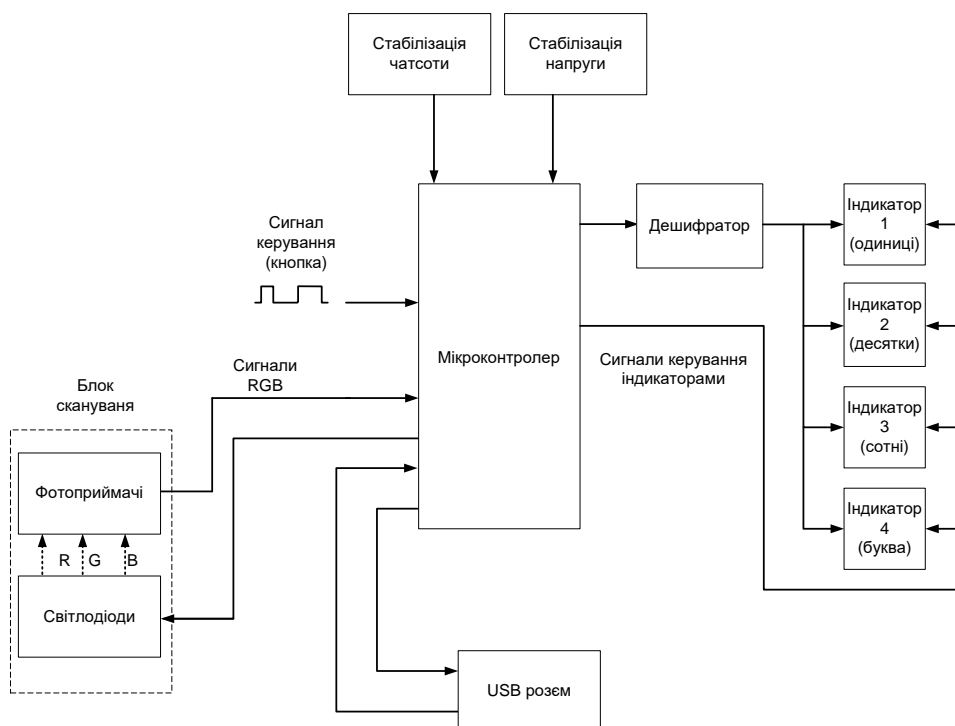 Стабілізація
чатсоти
Стабілізація
напруги
Сигнал
керування
(кнопка)
Дешифратор
Індикатор
1
(одиниці)
Індикатор
2
(десятки)
Мікроконтролер
Сигнали керування
індикаторами
Сигнали
RGB
Блок
скануваня
Індикатор
3
(сотні)
Фотоприймачі
Індикатор
4
(буква)
R G B
Світлодіоди
USB розєм